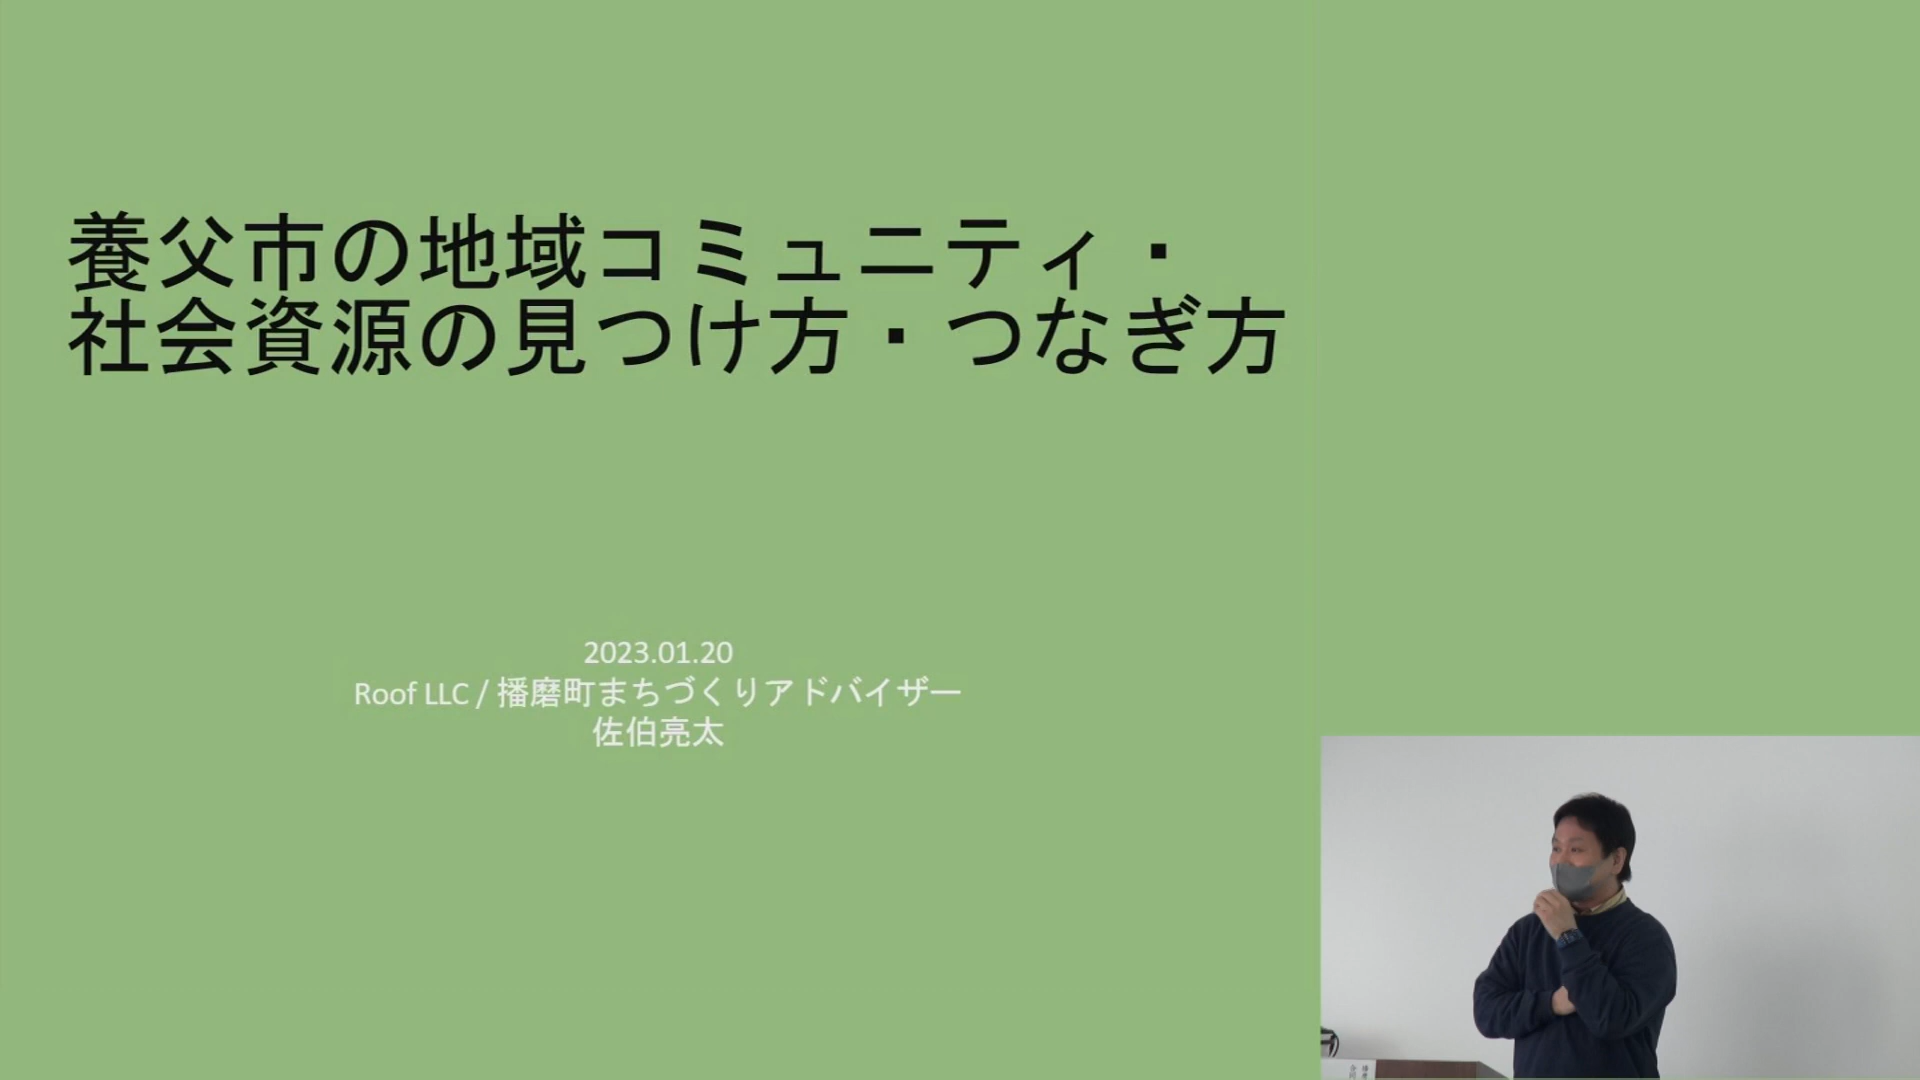 養父市の地域コミュニティ・
社会資源の見つけ方・つなぎ方
2023.01.20
Roof LLC / 播磨町まちづくりアドバイザー
佐伯亮太